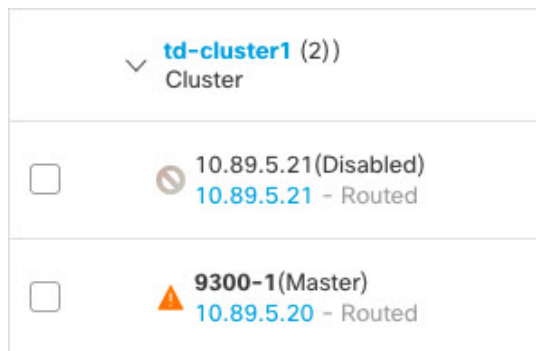 td-cluster1 (2))
Cluster
10.89.5.21(Disabled)
10.89.5.21 - Routed
9300-1(Master)
10.89.5.20 - Routed